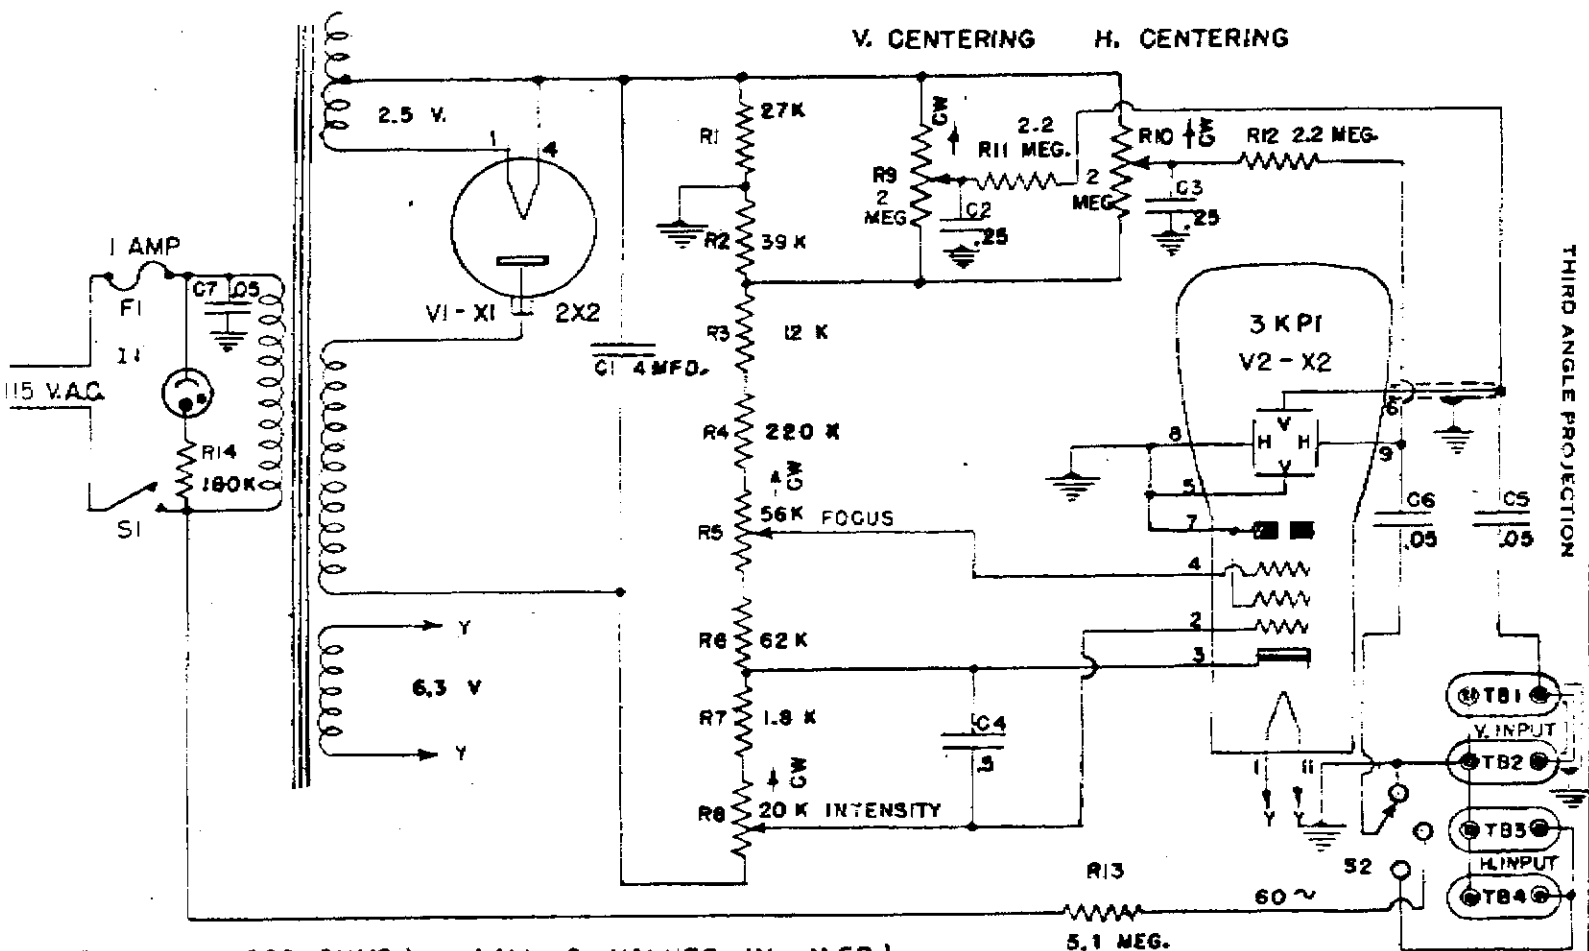 V. CENTERING
H. CENTERING
2.5 V.
1
4
R1
27K
CW
2.2
R11 MEG.
R10
CW
R12 2.2 MEG.
R9
2
MEG
C2
.25
2
MEG
C3
.25
R2
39 K
1 AMP
F1
C7 .05
I1
115 V.A.C.
R14
180K
S1
V1-X1
2X2
C1 4 MFD.
R3
12 K
R4
220 K
CW
R5
56K FOCUS
R6
62 K
R7
1.8 K
CW
R8
20 K INTENSITY
6.3 V
Y
Y
3 KP1
V2-X2
8
V
H
H
V
6
9
5
7
4
2
3
C4
.5
1
11
Y
Y
C6
.05
C5
.05
THIRD ANGLE PROJECTION
TB1
V. INPUT
TB2
TB3
H. INPUT
TB4
S2
60 ~
R13
5.1 MEG.